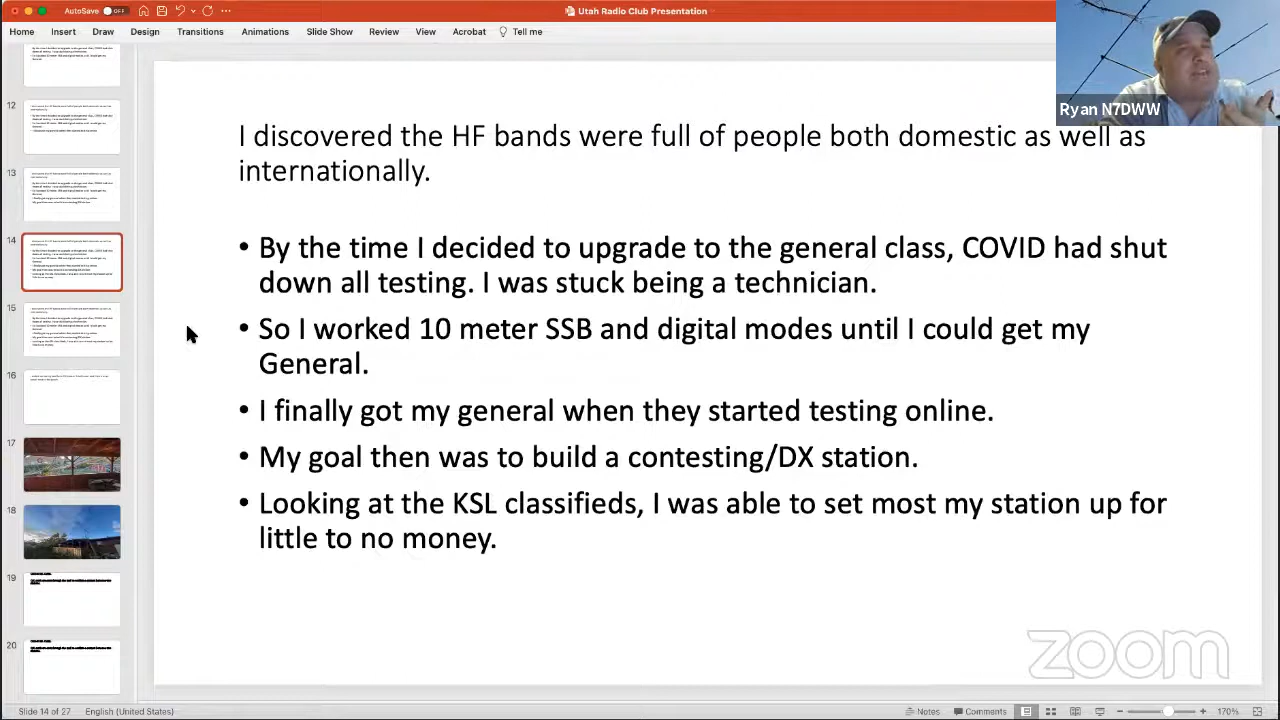 AutoSave OFF
Utah Radio Club Presentation
Home Insert Draw Design Transitions Animations Slide Show Review View Acrobat Tell me
Ryan N7DWW
I discovered the HF bands were full of people both domestic as well as
internationally.
• By the time I decided to upgrade to the general class, COVID had shut
down all testing. I was stuck being a technician.
• So I worked 10 meter SSB and digital modes until I could get my
General.
• I finally got my general when they started testing online.
• My goal then was to build a contesting/DX station.
• Looking at the KSL classifieds, I was able to set most my station up for
little to no money.
12
13
14
15
16
17
18
19
20
zoom
Slide 14 of 27 English (United States) Notes Comments 170%